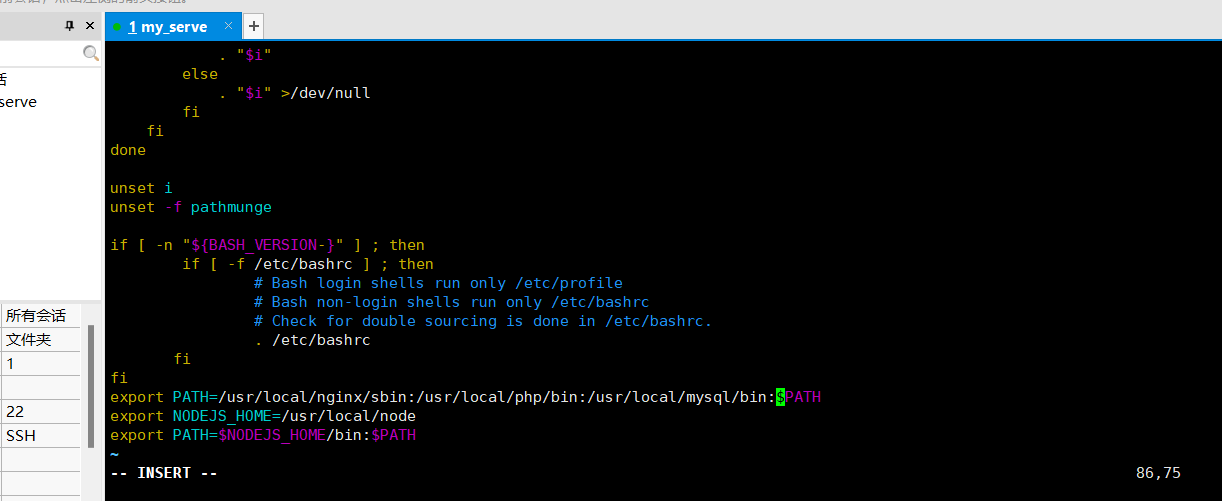 1 my_serve
serve
所有会话
文件夹
1
22
SSH
. "$i"
else
. "$i" >/dev/null
fi
fi
done
unset i
unset -f pathmunge
if [ -n "${BASH_VERSION-}" ] ; then
if [ -f /etc/bashrc ] ; then
# Bash login shells run only /etc/profile
# Bash non-login shells run only /etc/bashrc
# Check for double sourcing is done in /etc/bashrc.
. /etc/bashrc
fi
fi
export PATH=/usr/local/nginx/sbin:/usr/local/php/bin:/usr/local/mysql/bin:$PATH
export NODEJS_HOME=/usr/local/node
export PATH=$NODEJS_HOME/bin:$PATH
~
-- INSERT -- 86,75